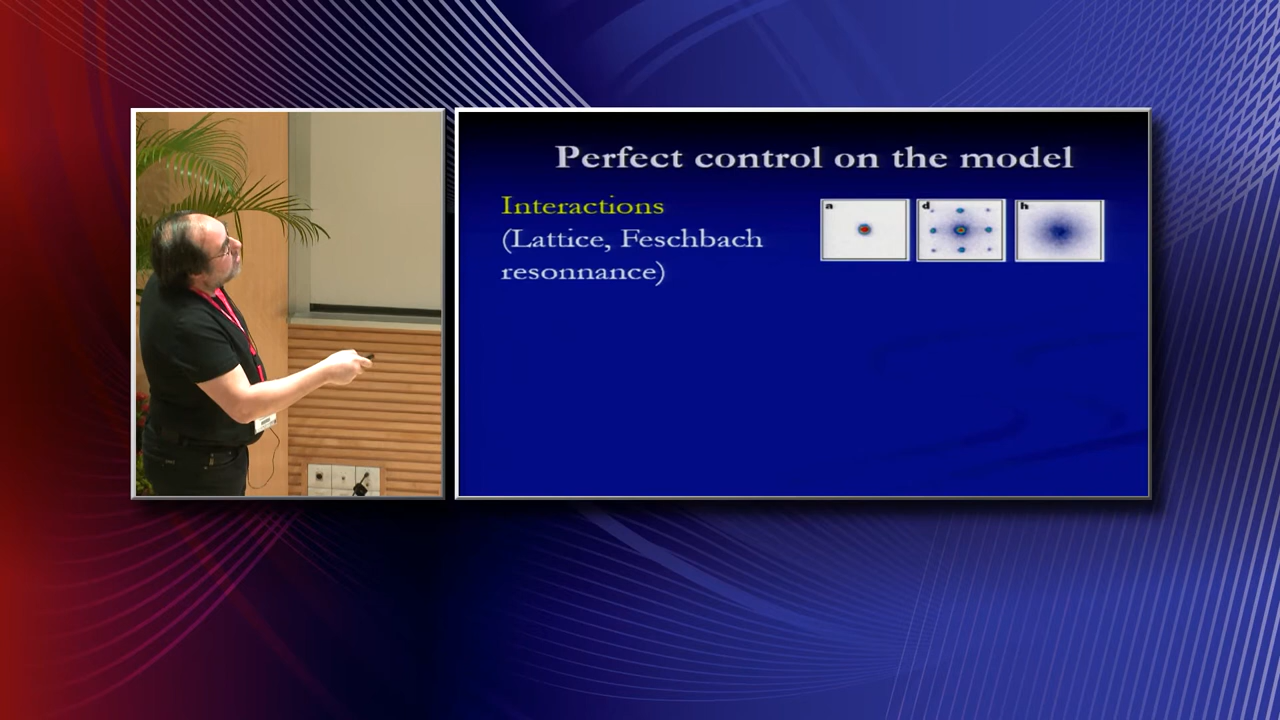 Perfect control on the model
Interactions
(Lattice, Feschbach
resonnance)
a
d
h